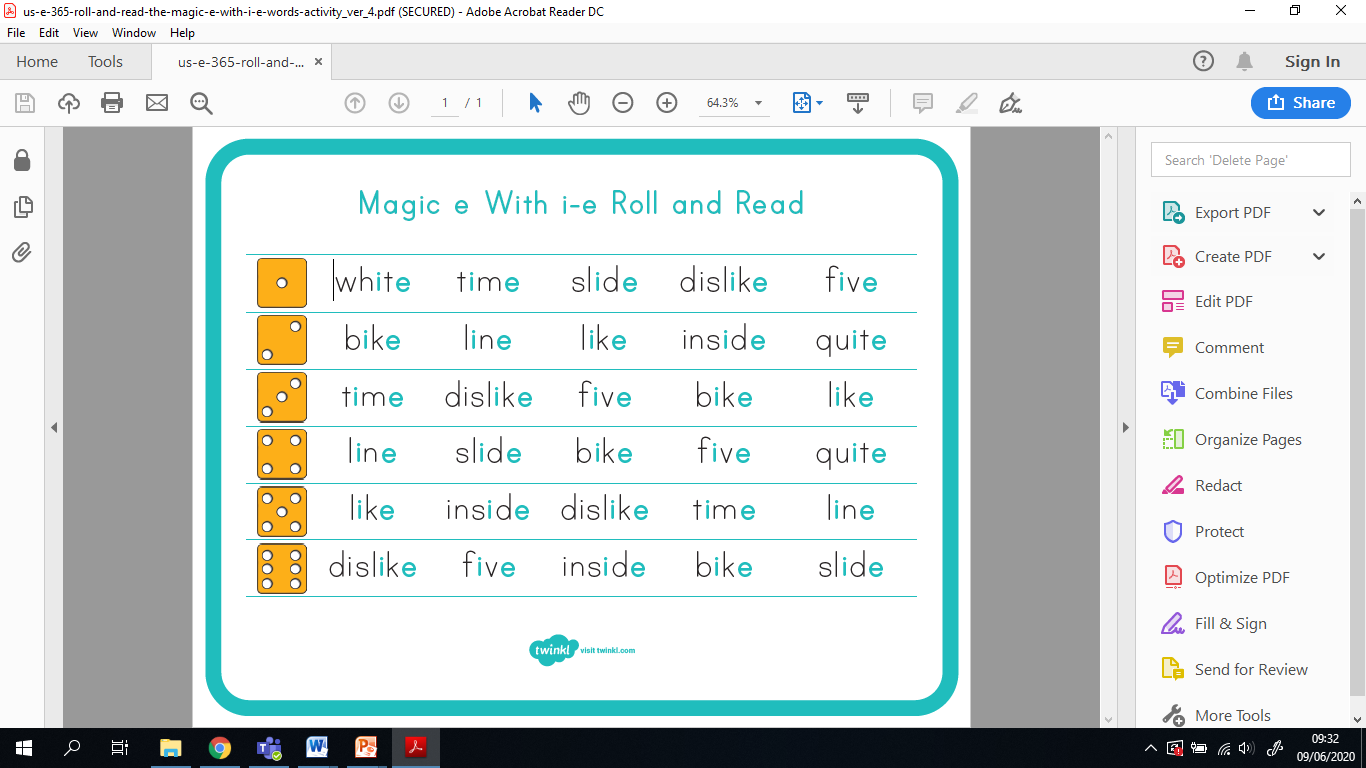 us-e-365-roll-and-read-the-magic-e-with-i-e-words-activity_ver_4.pdf (SECURED) - Adobe Acrobat Reader DC
File Edit View Window Help
Home Tools us-e-365-roll-and-... × Sign In
1 / 1 64.3% Share
Search 'Delete Page'
Magic e With i-e Roll and Read
white time slide dislike five
bike line like inside quite
time dislike five bike like
line slide bike five quite
like inside dislike time line
dislike five inside bike slide
twinkl visit twinkl.com
Export PDF
Create PDF
Edit PDF
Comment
Combine Files
Organize Pages
Redact
Protect
Optimize PDF
Fill & Sign
Send for Review
More Tools
09:32
09/06/2020